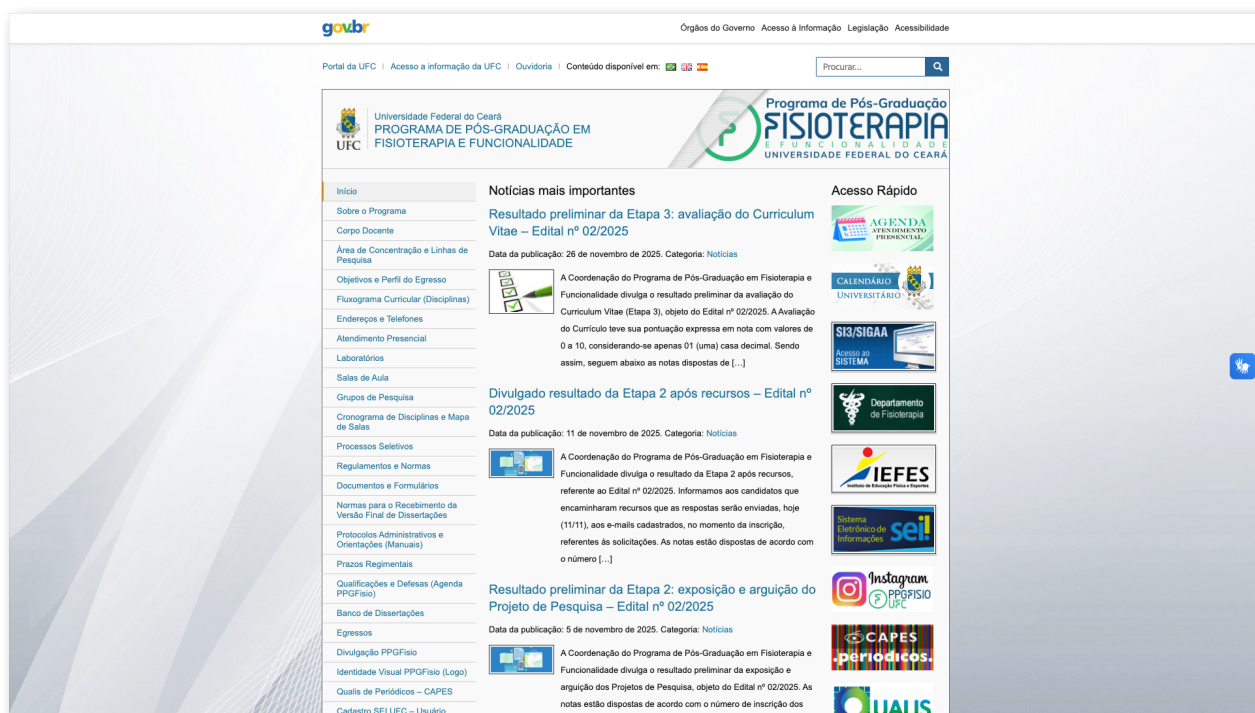 gov.br
Órgãos do Governo Acesso à Informação Legislação Acessibilidade
Portal da UFC | Acesso a informação da UFC | Ouvidoria | Conteúdo disponível em:
Procurar...
UFC
Universidade Federal do Ceará
PROGRAMA DE PÓS-GRADUAÇÃO EM
FISIOTERAPIA E FUNCIONALIDADE
Programa de Pós-Graduação
FISIOTERAPIA
E FUNCIONALIDADE
UNIVERSIDADE FEDERAL DO CEARÁ
Início
Sobre o Programa
Corpo Docente
Área de Concentração e Linhas de
Pesquisa
Objetivos e Perfil do Egresso
Fluxograma Curricular (Disciplinas)
Endereços e Telefones
Atendimento Presencial
Laboratórios
Salas de Aula
Grupos de Pesquisa
Cronograma de Disciplinas e Mapa
de Salas
Processos Seletivos
Regulamentos e Normas
Documentos e Formulários
Normas para o Recebimento da
Versão Final de Dissertações
Protocolos Administrativos e
Orientações (Manuais)
Prazos Regimentais
Qualificações e Defesas (Agenda
PPGFisio)
Banco de Dissertações
Egressos
Divulgação PPGFisio
Identidade Visual PPGFisio (Logo)
Qualis de Periódicos – CAPES
Cadastro SEI UFC – Usuário
Notícias mais importantes
Resultado preliminar da Etapa 3: avaliação do Curriculum
Vitae – Edital nº 02/2025
Data da publicação: 26 de novembro de 2025. Categoria: Notícias
A Coordenação do Programa de Pós-Graduação em Fisioterapia e
Funcionalidade divulga o resultado preliminar da avaliação do
Curriculum Vitae (Etapa 3), objeto do Edital nº 02/2025. A Avaliação
do Currículo teve sua pontuação expressa em nota com valores de
0 a 10, considerando-se apenas 01 (uma) casa decimal. Sendo
assim, seguem abaixo as notas dispostas de […]
Divulgado resultado da Etapa 2 após recursos – Edital nº
02/2025
Data da publicação: 11 de novembro de 2025. Categoria: Notícias
A Coordenação do Programa de Pós-Graduação em Fisioterapia e
Funcionalidade divulga o resultado da Etapa 2 após recursos,
referente ao Edital nº 02/2025. Informamos aos candidatos que
encaminharam recursos que as respostas serão enviadas, hoje
(11/11), aos e-mails cadastrados, no momento da inscrição,
referentes às solicitações. As notas estão dispostas de acordo com
o número […]
Resultado preliminar da Etapa 2: exposição e arguição do
Projeto de Pesquisa – Edital nº 02/2025
Data da publicação: 5 de novembro de 2025. Categoria: Notícias
A Coordenação do Programa de Pós-Graduação em Fisioterapia e
Funcionalidade divulga o resultado preliminar da exposição e
arguição dos Projetos de Pesquisa, objeto do Edital nº 02/2025. As
notas estão dispostas de acordo com o número de inscrição dos
Acesso Rápido
AGENDA
ATENDIMENTO
PRESENCIAL
CALENDÁRIO
UNIVERSITÁRIO
SI3/SIGAA
Acesso ao
SISTEMA
Departamento
de Fisioterapia
IEFES
Instituto de Educação Física e Esportes
Sistema
Eletrônico de
Informações
sei!
Instagram
PPGFISIO
UFC
CAPES
.periodicos.
QUALIS